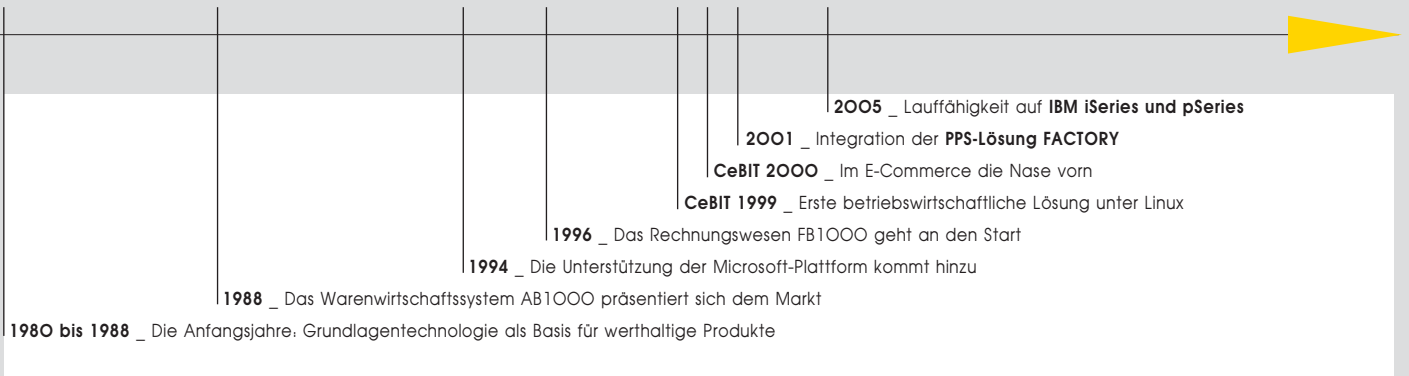 2005 _ Lauffähigkeit auf IBM iSeries und pSeries
2001 _ Integration der PPS-Lösung FACTORY
CeBIT 2000 _ Im E-Commerce die Nase vorn
CeBIT 1999 _ Erste betriebswirtschaftliche Lösung unter Linux
1996 _ Das Rechnungswesen FB1000 geht an den Start
1994 _ Die Unterstützung der Microsoft-Plattform kommt hinzu
1988 _ Das Warenwirtschaftssystem AB1000 präsentiert sich dem Markt
1980 bis 1988 _ Die Anfangsjahre: Grundlagentechnologie als Basis für werthaltige Produkte